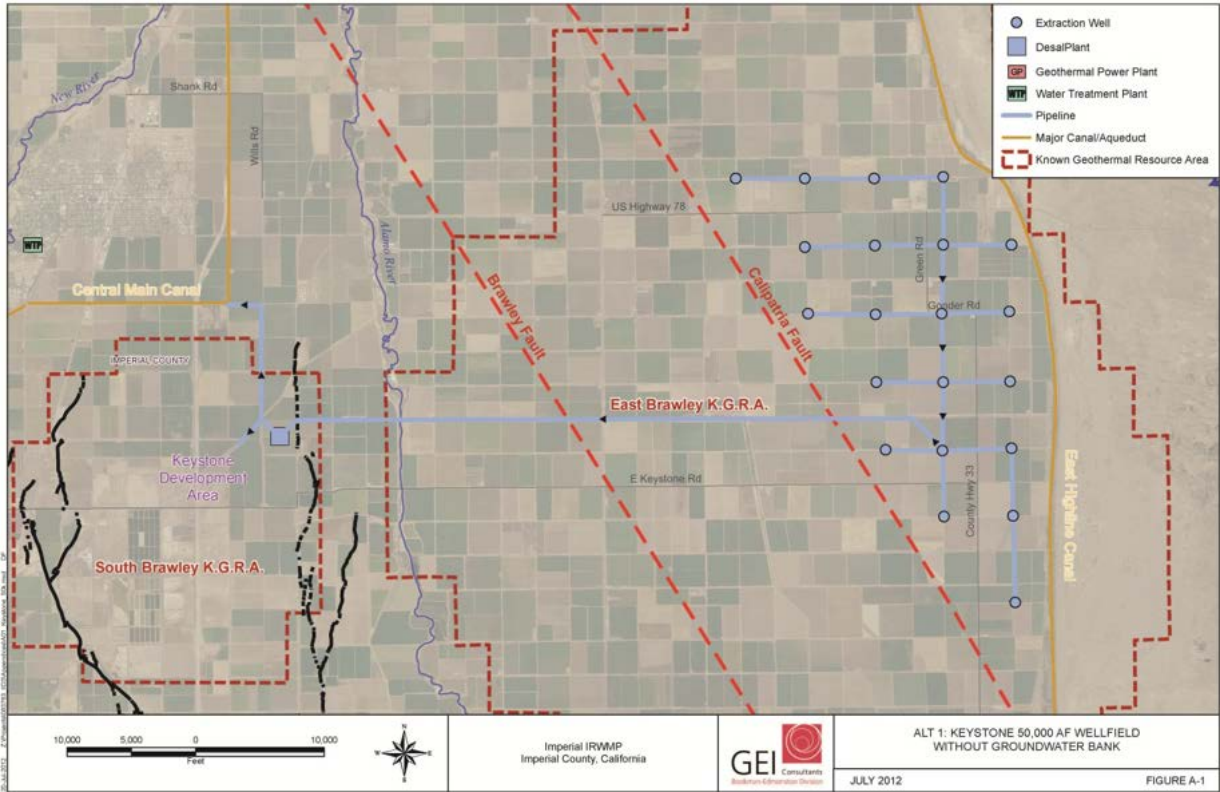 Extraction Well
DesalPlant
GP Geothermal Power Plant
WTP Water Treatment Plant
Pipeline
Major Canal/Aqueduct
Known Geothermal Resource Area
New River
Shank Rd
Wills Rd
Alamo River
US Highway 78
WTP
Green Rd
Central Main Canal
Brawley Fault
Calipatria Fault
Gonder Rd
IMPERIAL COUNTY
East Brawley K.G.R.A.
Keystone
Development
Area
E Keystone Rd
County Hwy 33
East Highline Canal
South Brawley K.G.R.A.
10,000 5,000 0 10,000
Feet
N
W E
S
Imperial IRWMP
Imperial County, California
GEI Consultants
Bookman-Edmonston Division
ALT 1: KEYSTONE 50,000 AF WELLFIELD
WITHOUT GROUNDWATER BANK
JULY 2012
FIGURE A-1